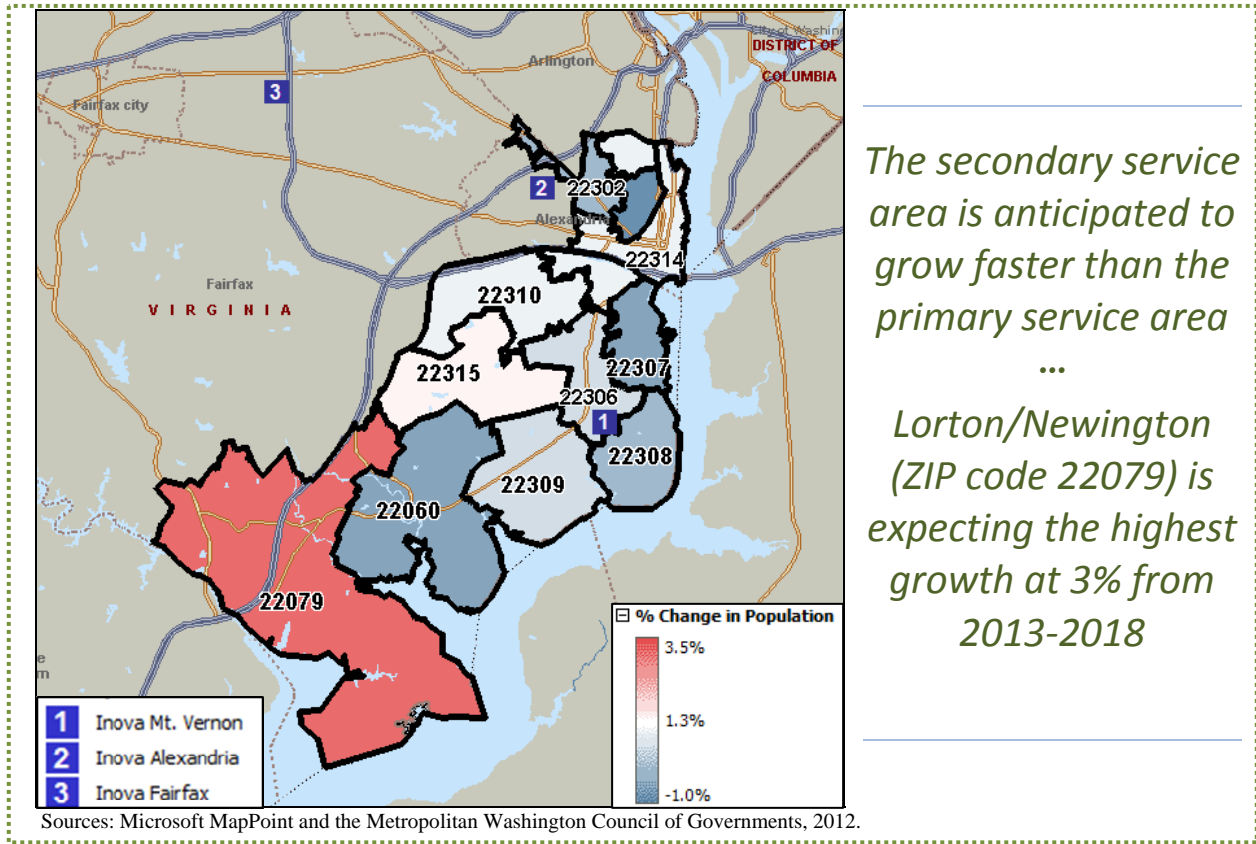 City of Washin
DISTRICT OF
COLUMBIA
Arlington
3
Fairfax city
2
22302
Alexandria
22314
Fairfax
VIRGINIA
22310
22315
22307
22306
1
22308
22309
22060
22079
e
m
% Change in Population
3.5%
1.3%
-1.0%
1 Inova Mt. Vernon
2 Inova Alexandria
3 Inova Fairfax
Sources: Microsoft MapPoint and the Metropolitan Washington Council of Governments, 2012.
The secondary service
area is anticipated to
grow faster than the
primary service area
...
Lorton/Newington
(ZIP code 22079) is
expecting the highest
growth at 3% from
2013-2018